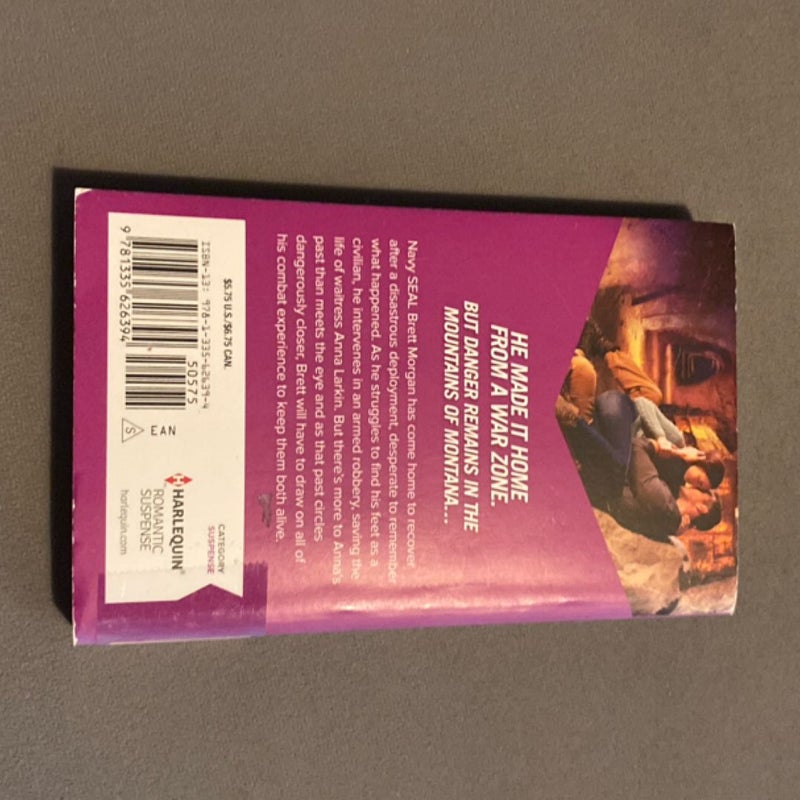 HE MADE IT HOME
FROM A WAR ZONE.
BUT DANGER REMAINS IN THE
MOUNTAINS OF MONTANA...
Navy SEAL Brett Morgan has come home to recover
after a disastrous deployment, desperate to remember
what happened. As he struggles to find his feet as a
civilian, he intervenes in an armed robbery, saving the
life of waitress Anna Larkin. But there's more to Anna's
past than meets the eye and as that past circles
dangerously closer, Brett will have to draw on all of
his combat experience to keep them both alive.
CATEGORY
SUSPENSE
$5.75 U.S./$6.75 CAN.
ISBN-13: 978-1-335-62639-4
50575
9 781335 626394
S EAN
HARLEQUIN®
ROMANTIC
SUSPENSE
harlequin.com